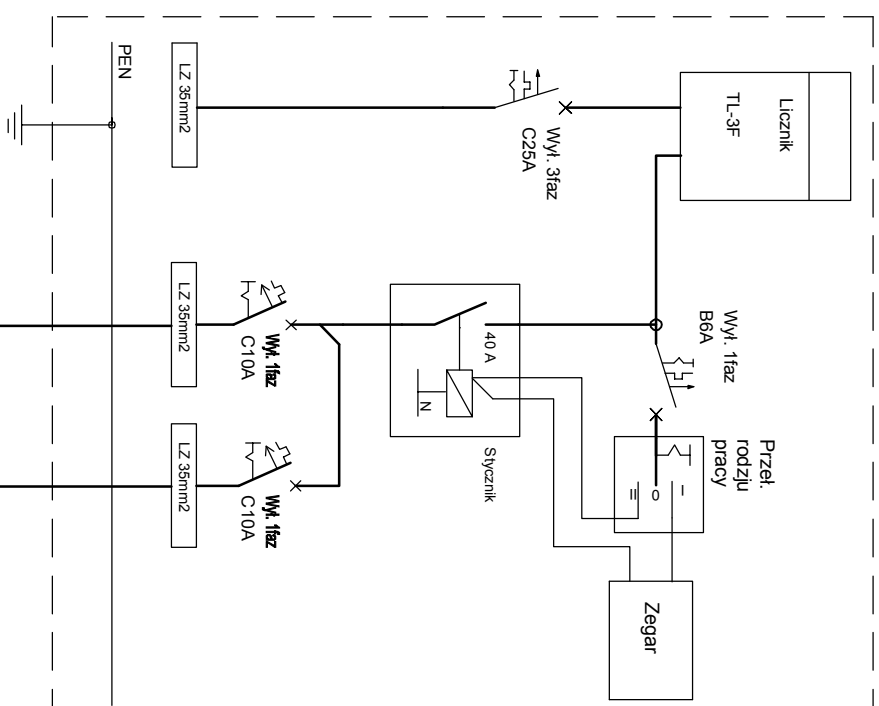 PEN
LZ 35mm2
Wył. 3faz
C25A
Licznik
TL-3F
LZ 35mm2
Wył. 1faz
C10A
40 A
N
Stycznik
Wył. 1faz
B6A
Przeł.
rodzju
pracy
I
0
II
LZ 35mm2
Wył. 1faz
C10A
Zegar